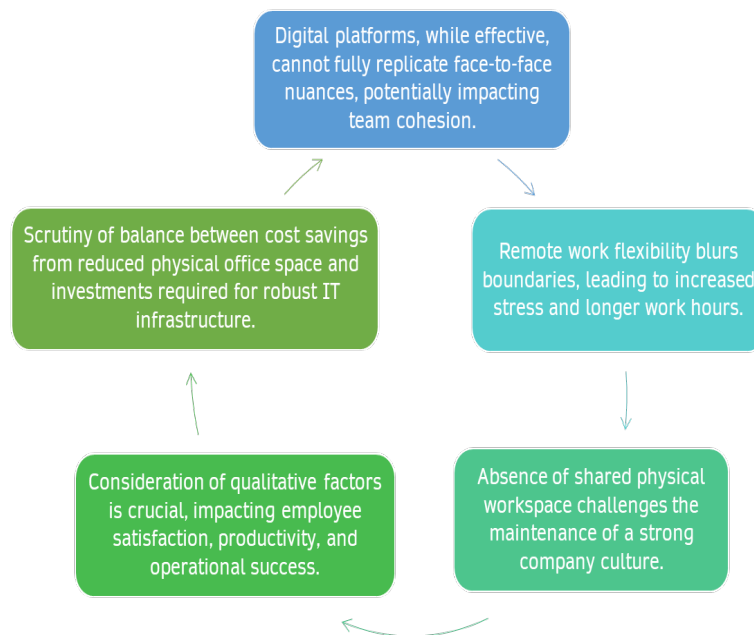 Digital platforms, while effective,
cannot fully replicate face-to-face
nuances, potentially impacting
team cohesion.
Remote work flexibility blurs
boundaries, leading to increased
stress and longer work hours.
Absence of shared physical
workspace challenges the
maintenance of a strong
company culture.
Consideration of qualitative factors
is crucial, impacting employee
satisfaction, productivity, and
operational success.
Scrutiny of balance between cost savings
from reduced physical office space and
investments required for robust IT
infrastructure.